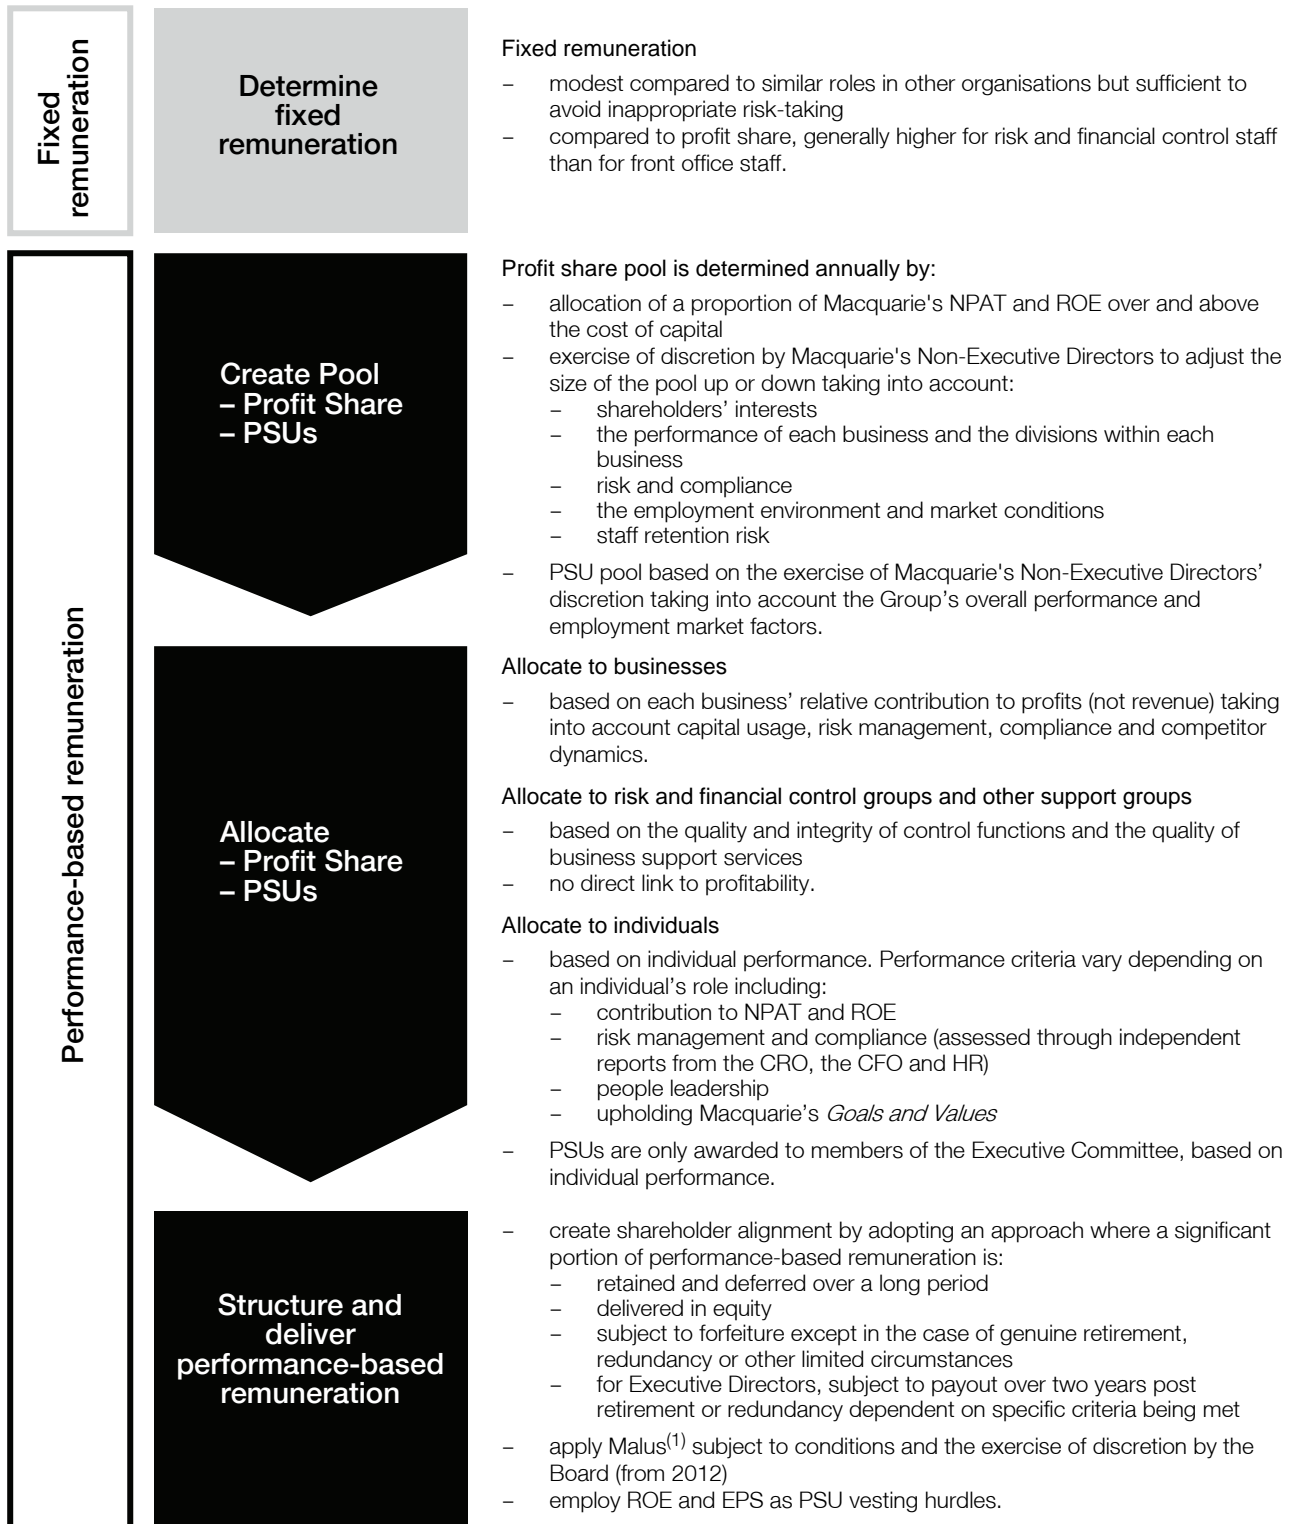 Fixed
remuneration
Determine
fixed
remuneration
Fixed remuneration
– modest compared to similar roles in other organisations but sufficient to
avoid inappropriate risk-taking
– compared to profit share, generally higher for risk and financial control staff
than for front office staff.
Performance-based remuneration
Create Pool
– Profit Share
– PSUs
Profit share pool is determined annually by:
– allocation of a proportion of Macquarie's NPAT and ROE over and above
the cost of capital
– exercise of discretion by Macquarie's Non-Executive Directors to adjust the
size of the pool up or down taking into account:
– shareholders’ interests
– the performance of each business and the divisions within each
business
– risk and compliance
– the employment environment and market conditions
– staff retention risk
– PSU pool based on the exercise of Macquarie's Non-Executive Directors’
discretion taking into account the Group’s overall performance and
employment market factors.
Allocate
– Profit Share
– PSUs
Allocate to businesses
– based on each business’ relative contribution to profits (not revenue) taking
into account capital usage, risk management, compliance and competitor
dynamics.
Allocate to risk and financial control groups and other support groups
– based on the quality and integrity of control functions and the quality of
business support services
– no direct link to profitability.
Allocate to individuals
– based on individual performance. Performance criteria vary depending on
an individual’s role including:
– contribution to NPAT and ROE
– risk management and compliance (assessed through independent
reports from the CRO, the CFO and HR)
– people leadership
– upholding Macquarie’s Goals and Values
– PSUs are only awarded to members of the Executive Committee, based on
individual performance.
Structure and
deliver
performance-based
remuneration
– create shareholder alignment by adopting an approach where a significant
portion of performance-based remuneration is:
– retained and deferred over a long period
– delivered in equity
– subject to forfeiture except in the case of genuine retirement,
redundancy or other limited circumstances
– for Executive Directors, subject to payout over two years post
retirement or redundancy dependent on specific criteria being met
– apply Malus(1) subject to conditions and the exercise of discretion by the
Board (from 2012)
– employ ROE and EPS as PSU vesting hurdles.